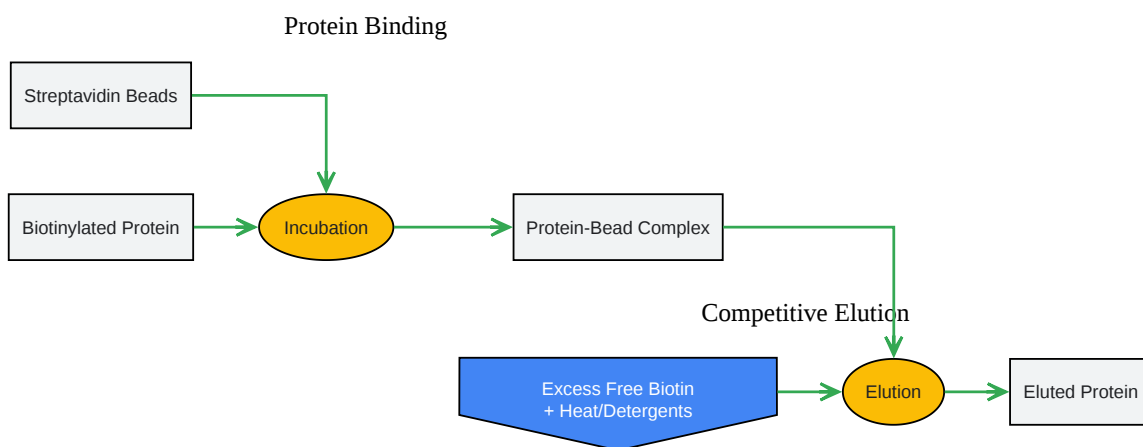 Protein Binding
Streptavidin Beads
Biotinylated Protein
Incubation
Protein-Bead Complex
Competitive Elution
Excess Free Biotin
+ Heat/Detergents
Elution
Eluted Protein